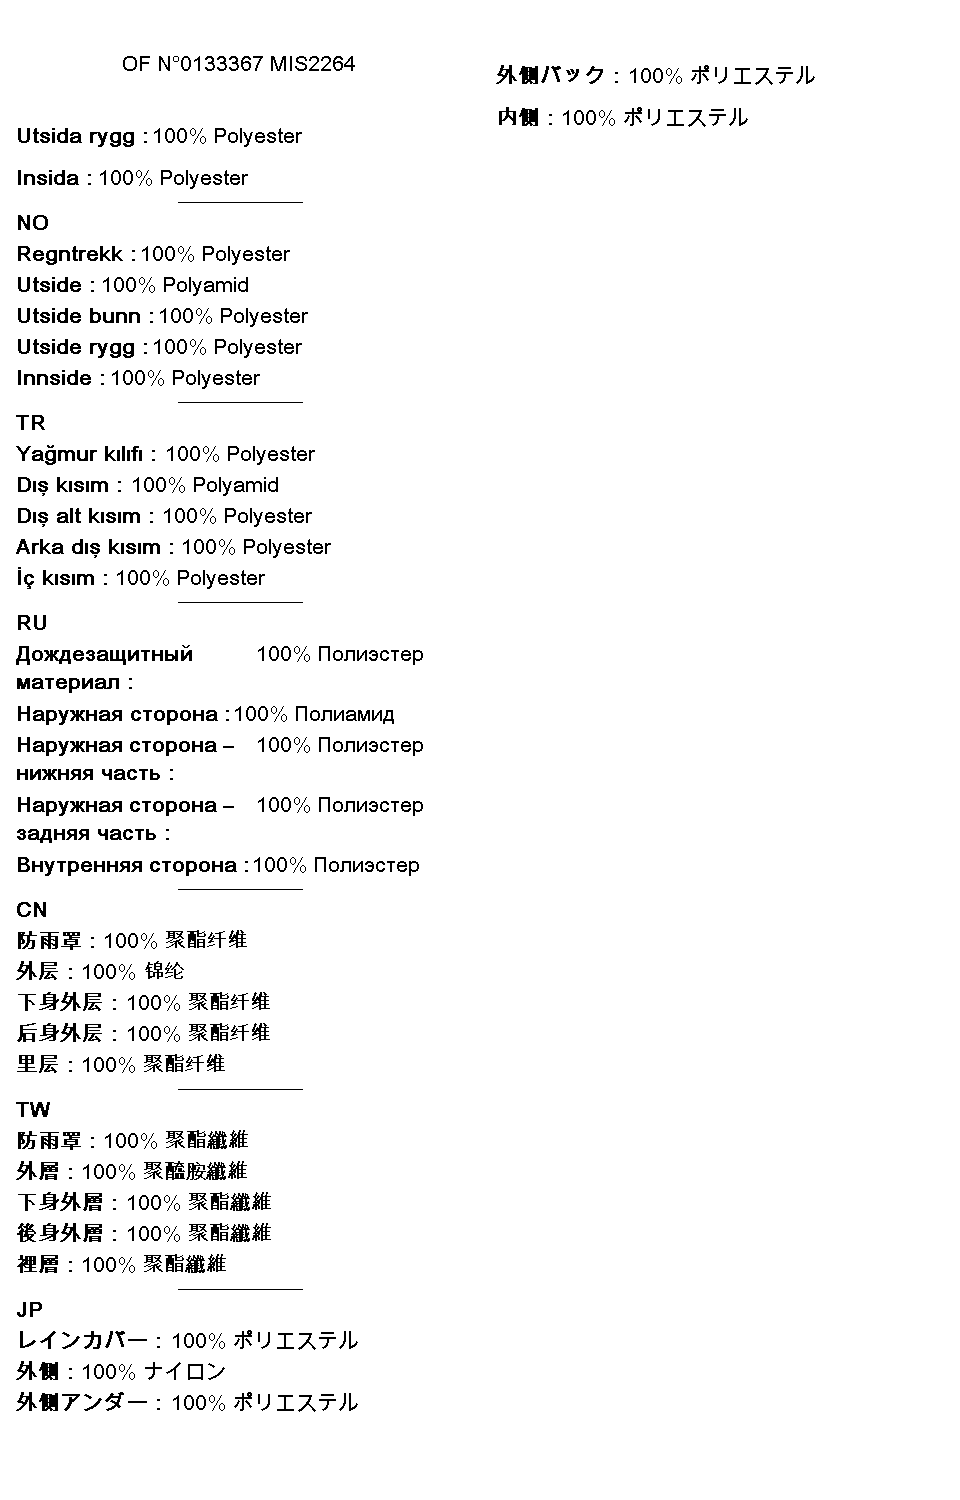 OF N°0133367 MIS2264
Utsida rygg : 100% Polyester
Insida : 100% Polyester
NO
Regntrekk : 100% Polyester
Utside : 100% Polyamid
Utside bunn : 100% Polyester
Utside rygg : 100% Polyester
Innside : 100% Polyester
TR
Yağmur kılıfı : 100% Polyester
Dış kısım : 100% Polyamid
Dış alt kısım : 100% Polyester
Arka dış kısım : 100% Polyester
İç kısım : 100% Polyester
RU
Дождезащитный 100% Полиэстер
материал :
Наружная сторона : 100% Полиамид
Наружная сторона – 100% Полиэстер
нижняя часть :
Наружная сторона – 100% Полиэстер
задняя часть :
Внутренняя сторона : 100% Полиэстер
CN
防雨罩 : 100% 聚酯纤维
外层 : 100% 锦纶
下身外层 : 100% 聚酯纤维
后身外层 : 100% 聚酯纤维
里层 : 100% 聚酯纤维
TW
防雨罩 : 100% 聚酯纖維
外層 : 100% 聚醯胺纖維
下身外層 : 100% 聚酯纖維
後身外層 : 100% 聚酯纖維
裡層 : 100% 聚酯纖維
JP
レインカバー : 100% ポリエステル
外側 : 100% ナイロン
外側アンダー : 100% ポリエステル
外側バック : 100% ポリエステル
内側 : 100% ポリエステル